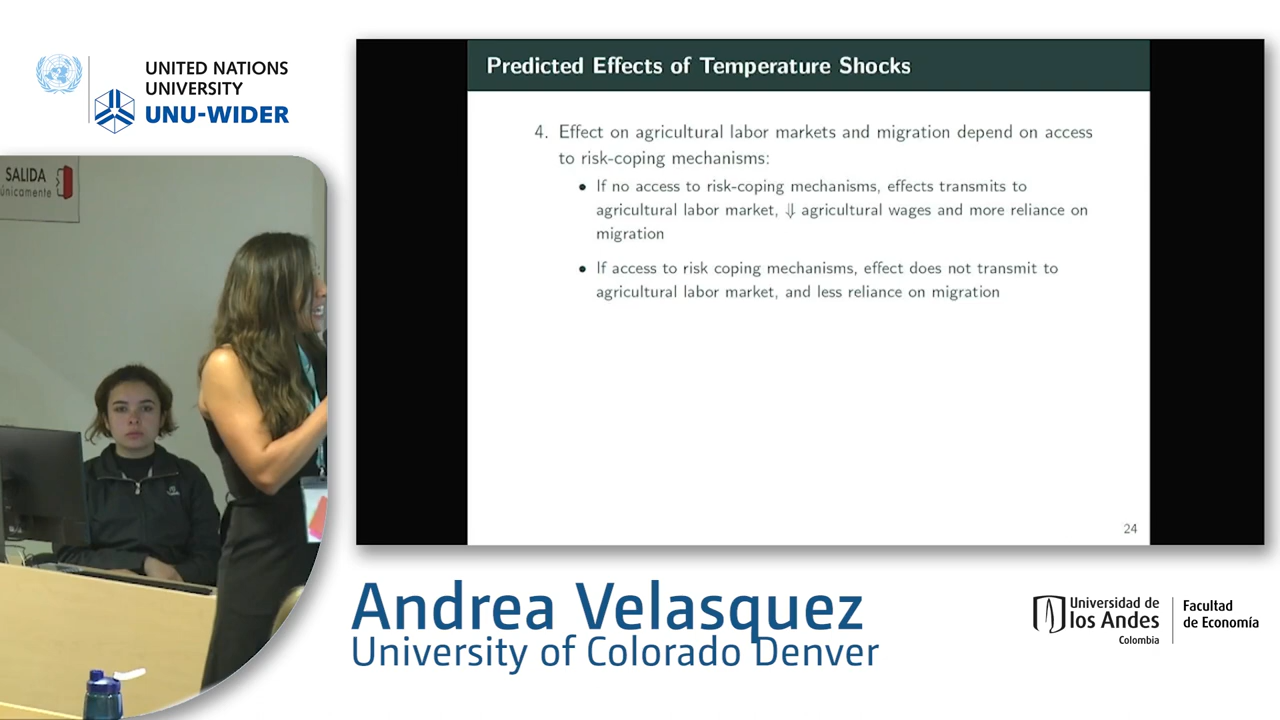 UNITED NATIONS
UNIVERSITY
UNU-WIDER
SALIDA
únicamente
Predicted Effects of Temperature Shocks
4. Effect on agricultural labor markets and migration depend on access
to risk-coping mechanisms:
• If no access to risk-coping mechanisms, effects transmits to
agricultural labor market, ⇓ agricultural wages and more reliance on
migration
• If access to risk coping mechanisms, effect does not transmit to
agricultural labor market, and less reliance on migration
24
Andrea Velasquez
University of Colorado Denver
Universidad de
los Andes
Colombia
Facultad
de Economía